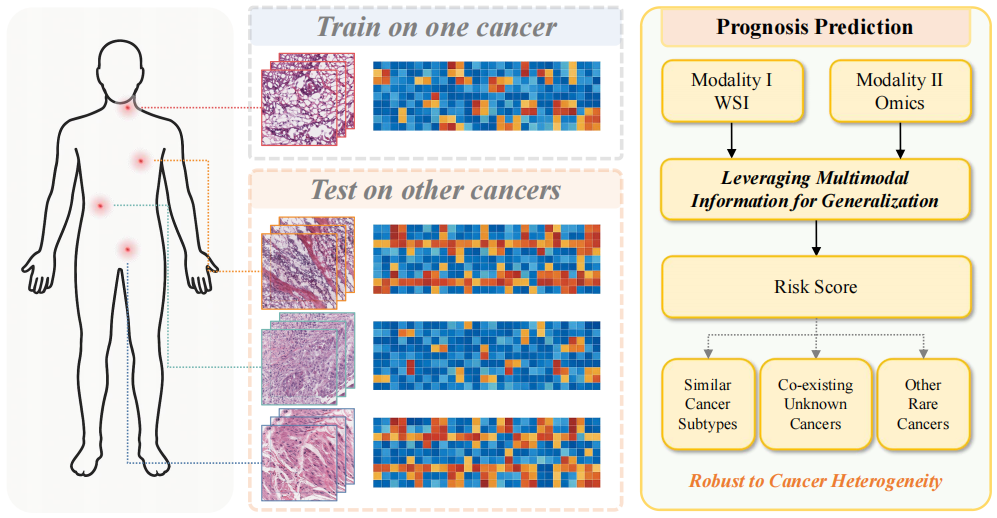 Train on one cancer
Test on other cancers
Prognosis Prediction
Modality I
WSI
Modality II
Omics
Leveraging Multimodal
Information for Generalization
Risk Score
Similar
Cancer
Subtypes
Co-existing
Unknown
Cancers
Other
Rare
Cancers
Robust to Cancer Heterogeneity